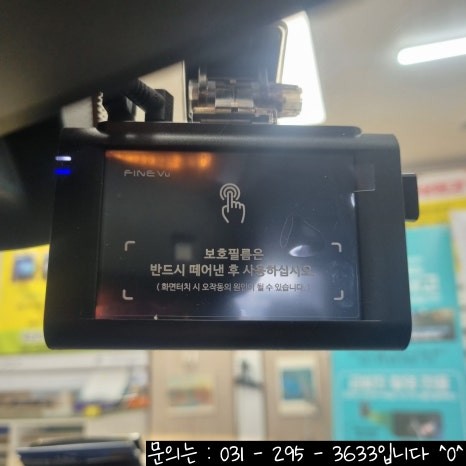 FINEVu
보호필름은
반드시 떼어낸 후 사용하십시오.
( 화면터치 시 오작동의 원인이 될 수 있습니다. )
문의는 : 031 - 295 - 3633입니다 ^0^